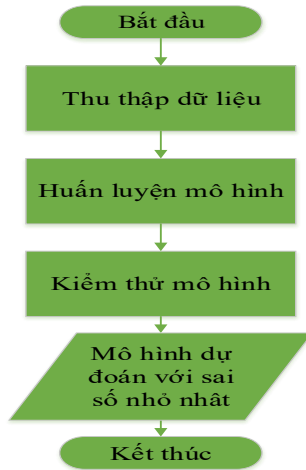 Bắt đầu
Thu thập dữ liệu
Huấn luyện mô hình
Kiểm thử mô hình
Mô hình dự
đoán với sai
số nhỏ nhất
Kết thúc